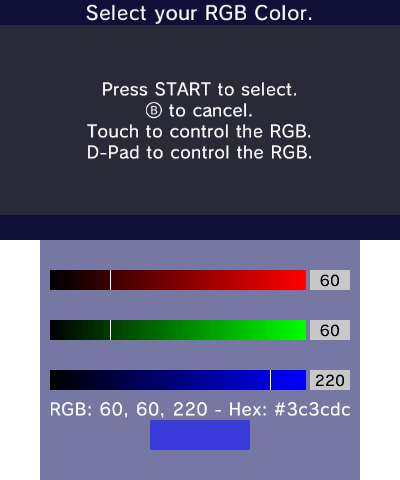 Select your RGB Color.
Press START to select.
Ⓑ to cancel.
Touch to control the RGB.
D-Pad to control the RGB.
60
60
220
RGB: 60, 60, 220 - Hex: #3c3cdc